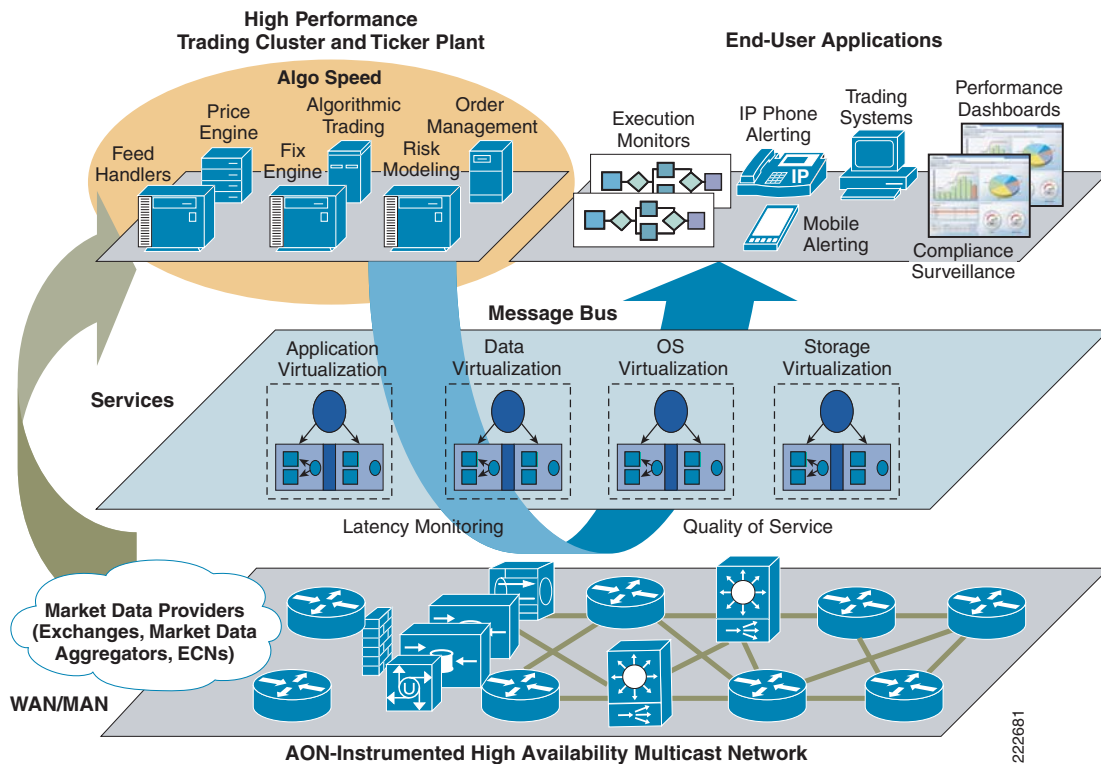 High Performance
Trading Cluster and Ticker Plant
End-User Applications
Algo Speed
Price
Engine
Algorithmic
Trading
Order
Management
Feed
Handlers
Fix
Engine
Risk
Modeling
Execution
Monitors
IP Phone
Alerting
IP
Trading
Systems
Performance
Dashboards
Mobile
Alerting
Compliance
Surveillance
Message Bus
Services
Application
Virtualization
Data
Virtualization
OS
Virtualization
Storage
Virtualization
Latency Monitoring
Quality of Service
Market Data Providers
(Exchanges, Market Data
Aggregators, ECNs)
U
WAN/MAN
AON-Instrumented High Availability Multicast Network
222681